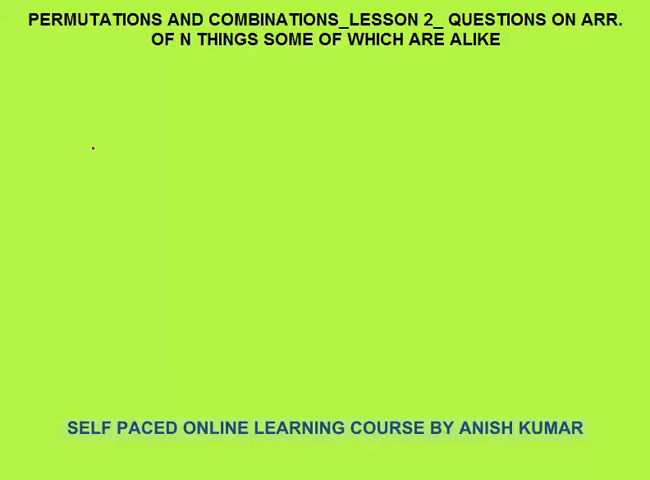 PERMUTATIONS AND COMBINATIONS_LESSON 2_ QUESTIONS ON ARR.
OF N THINGS SOME OF WHICH ARE ALIKE
SELF PACED ONLINE LEARNING COURSE BY ANISH KUMAR